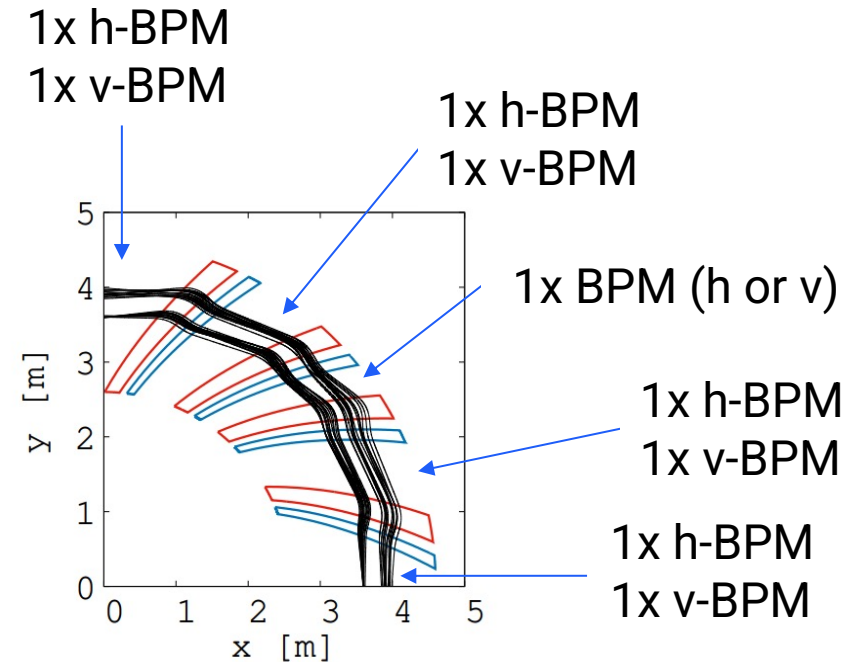 1x h-BPM
1x v-BPM
1x h-BPM
1x v-BPM
1x BPM (h or v)
1x h-BPM
1x v-BPM
1x h-BPM
1x v-BPM
5
4
3
2
1
0
y [m]
0 1 2 3 4 5
x [m]